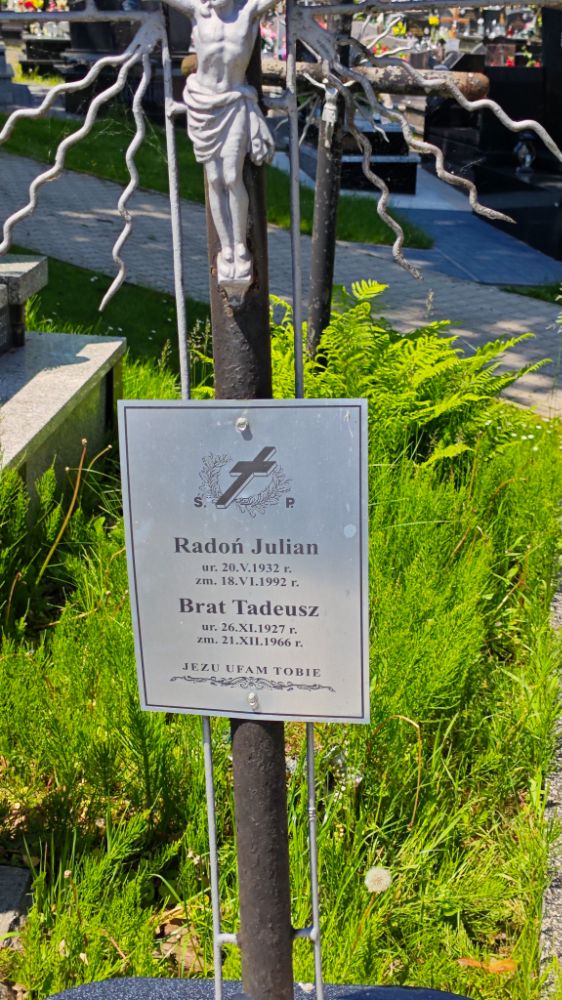 Ś. P.
Radoń Julian
ur. 20.V.1932 r.
zm. 18.VI.1992 r.
Brat Tadeusz
ur. 26.XI.1927 r.
zm. 21.XII.1966 r.
JEZU UFAM TOBIE